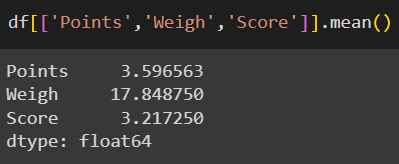 df[['Points','Weigh','Score']].mean()
Points 3.596563
Weigh 17.848750
Score 3.217250
dtype: float64